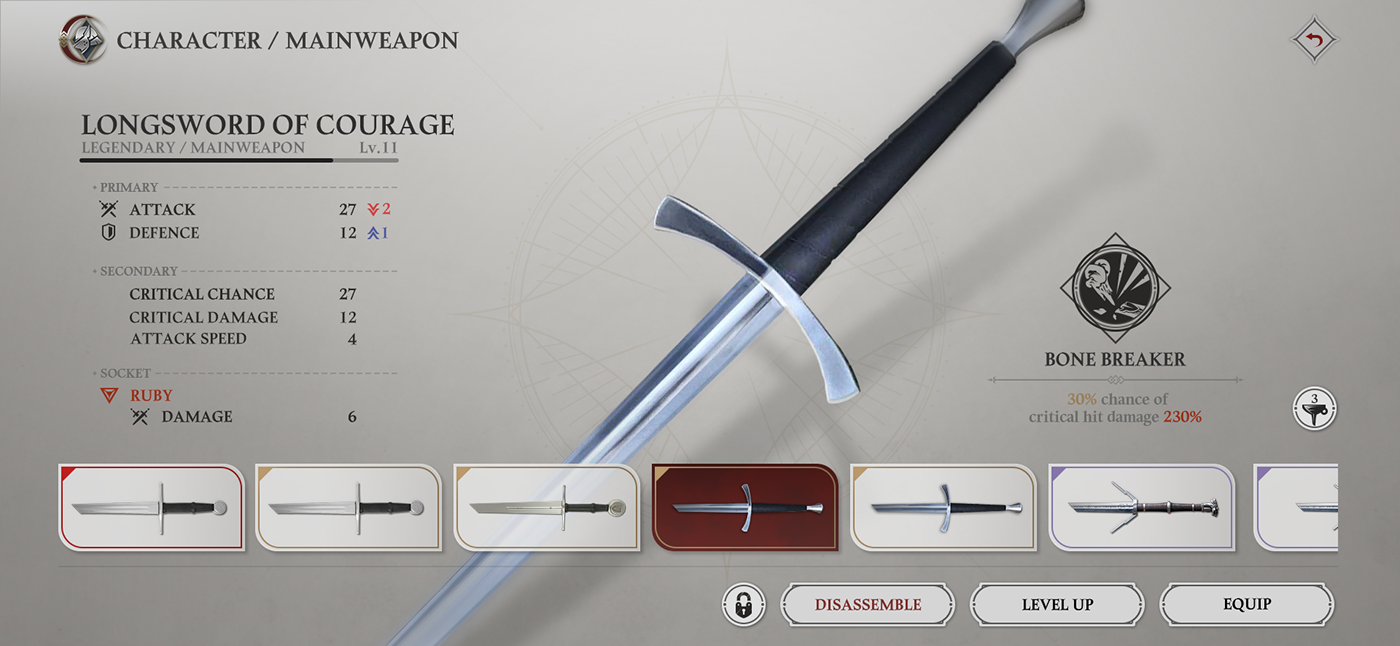 CHARACTER / MAINWEAPON
LONGSWORD OF COURAGE
LEGENDARY / MAINWEAPON Lv.11
PRIMARY
ATTACK 27 2
DEFENCE 12 1
SECONDARY
CRITICAL CHANCE 27
CRITICAL DAMAGE 12
ATTACK SPEED 4
SOCKET
RUBY
DAMAGE 6
BONE BREAKER
30% chance of
critical hit damage 230%
3
DISASSEMBLE
LEVEL UP
EQUIP